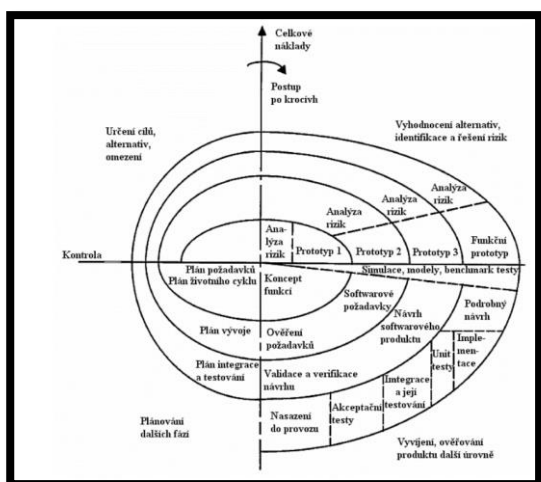 Celkové
náklady
Postup
po krocívh
Určení cílů,
alternativ,
omezení
Vyhodnocení alternativ,
identifikace a řešení rizik
Analýza
rizik
Analýza
rizik
Analýza
rizik
Ana-
lýza
rizik
Prototyp 1
Prototyp 2
Prototyp 3
Funkční
prototyp
Kontrola
Simulace, modely, benchmark testy
Plán požadavků
Plán životního cyklu
Koncept
funkcí
Softwarové
požadavky
Návrh
softwarového
produktu
Podrobný
návrh
Plán vývoje
Ověření
požadavků
Unit
testy
Imple-
men-
tace
Plán integrace
a testování
Validace a verifikace
návrhu
Imtegrace
a její
testování
Akceptační
testy
Nasazení
do provozu
Plánování
dalších fází
Vyvíjení, ověřování
produktu další úrovně